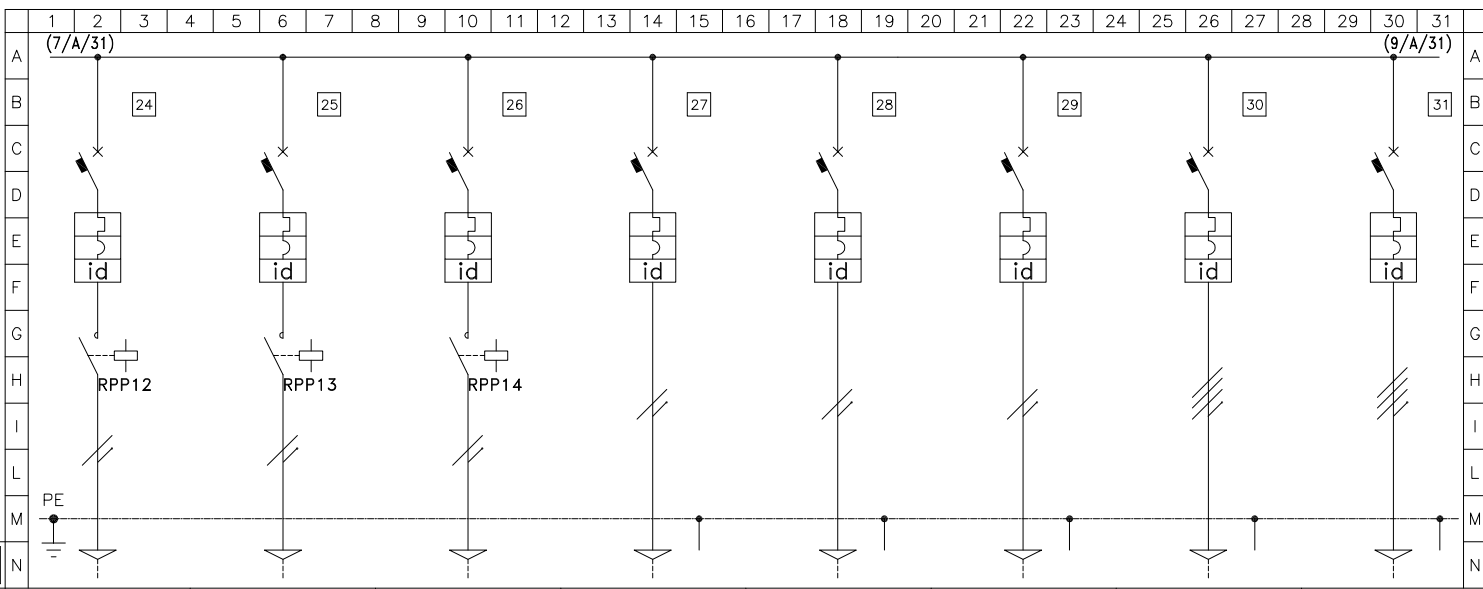 1 2 3 4 5 6 7 8 9 10 11 12 13 14 15 16 17 18 19 20 21 22 23 24 25 26 27 28 29 30 31
(7/A/31) (9/A/31)
A A
B 24 25 26 27 28 29 30 31 B
C C
D D
E E
id id id id id id id id
F F
G G
H RPP12 RPP13 RPP14 H
I I
L L
PE
M M
N N